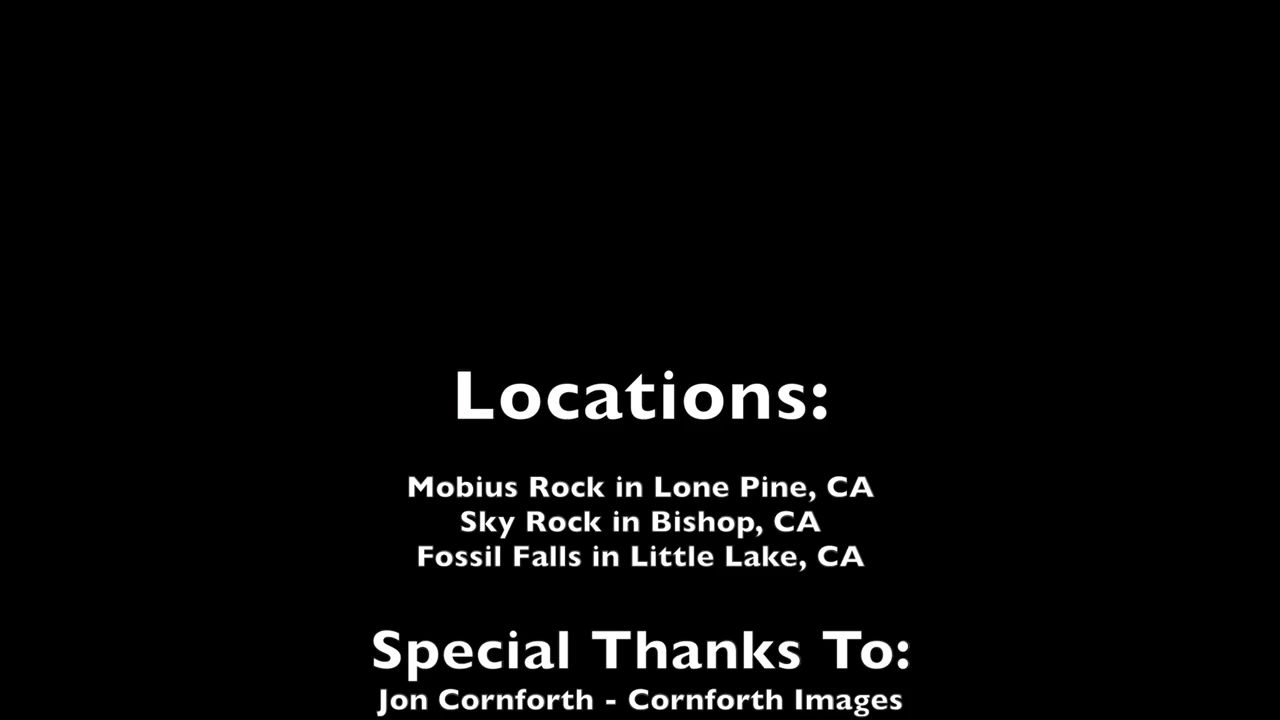 Locations:
Mobius Rock in Lone Pine, CA
Sky Rock in Bishop, CA
Fossil Falls in Little Lake, CA
Special Thanks To:
Jon Cornforth - Cornforth Images